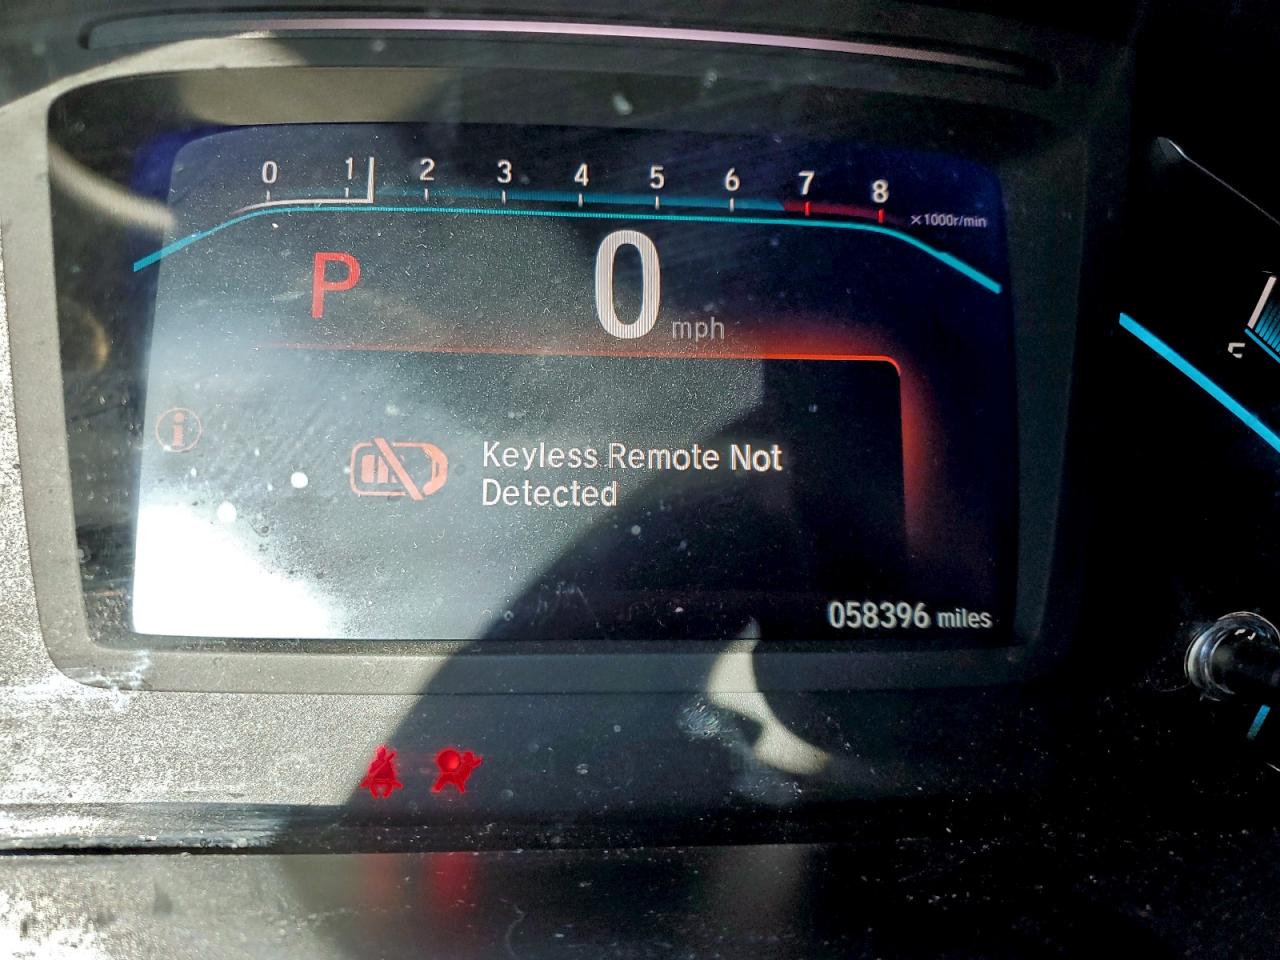 0 1 2 3 4 5 6 7 8
×1000r/min
P 0 mph
i
Keyless Remote Not
Detected
058396 miles